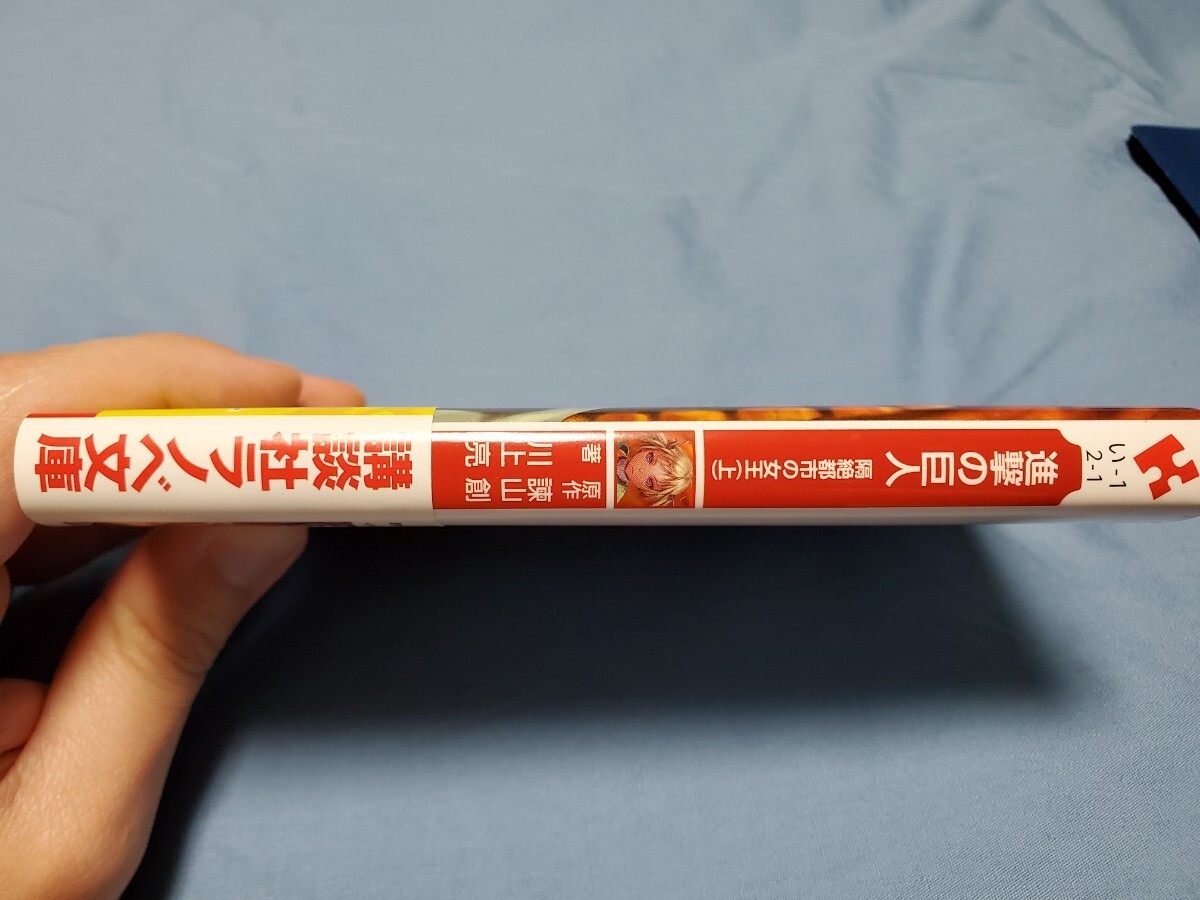 い-1
2-1
進撃の巨人
隔絶都市の女王(上)
原作 諫山創
著 川上亮
講談社ラノベ文庫